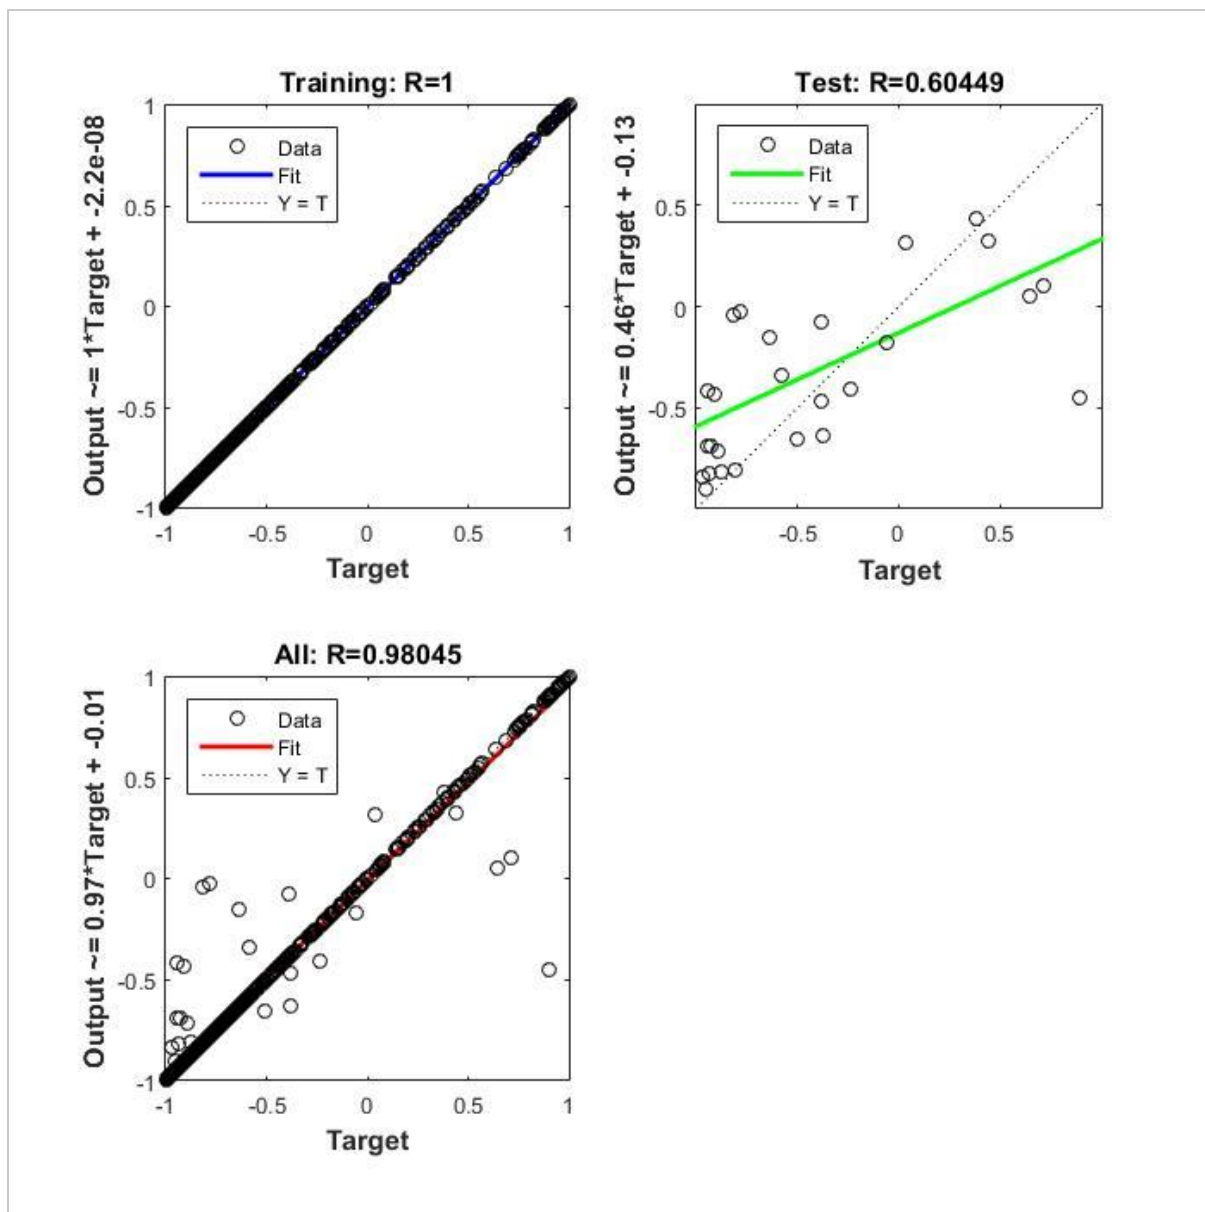 Training: R=1
Output ~= 1*Target + -2.2e-08
1
0.5
0
-0.5
-1
Data
Fit
Y = T
-1 -0.5 0 0.5 1
Target
Test: R=0.60449
Output ~= 0.46*Target + -0.13
0.5
0
-0.5
Data
Fit
Y = T
-0.5 0 0.5
Target
All: R=0.98045
Output ~= 0.97*Target + -0.01
1
0.5
0
-0.5
-1
Data
Fit
Y = T
-1 -0.5 0 0.5 1
Target